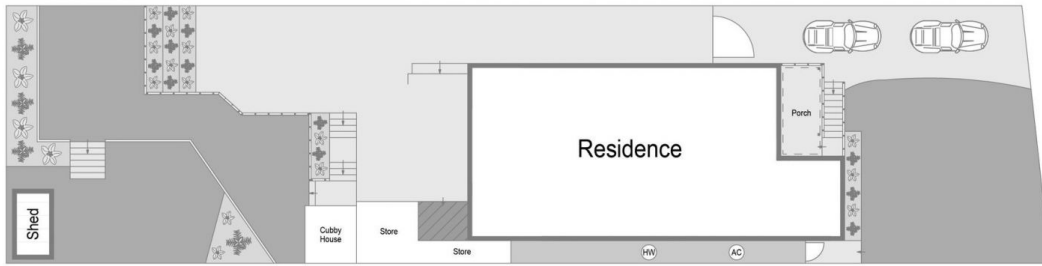 Porch
Residence
Shed
Cubby
House
Store
Store
HW
AC